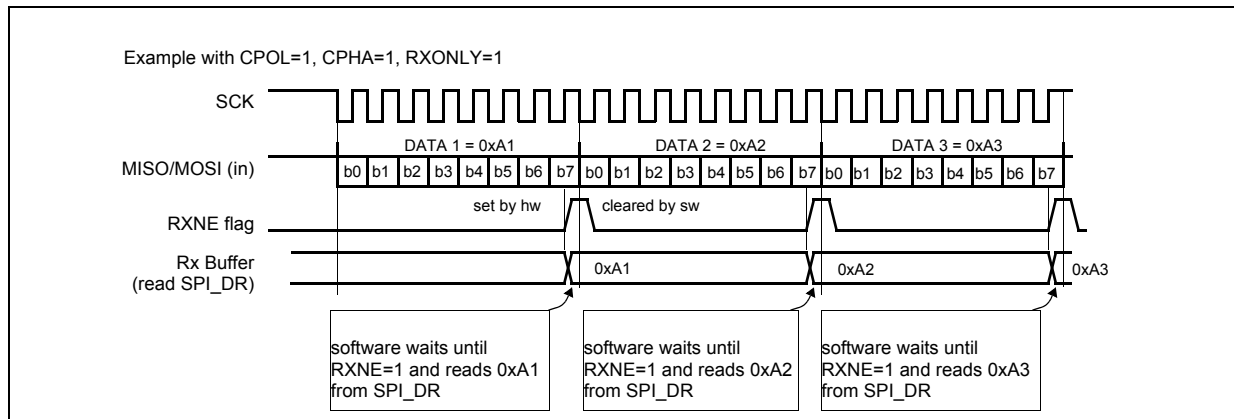 Example with CPOL=1, CPHA=1, RXONLY=1
SCK
DATA 1 = 0xA1 DATA 2 = 0xA2 DATA 3 = 0xA3
MISO/MOSI (in) b0 b1 b2 b3 b4 b5 b6 b7 b0 b1 b2 b3 b4 b5 b6 b7 b0 b1 b2 b3 b4 b5 b6 b7
set by hw cleared by sw
RXNE flag
Rx Buffer
(read SPI_DR)
0xA1 0xA2 0xA3
software waits until
RXNE=1 and reads 0xA1
from SPI_DR
software waits until
RXNE=1 and reads 0xA2
from SPI_DR
software waits until
RXNE=1 and reads 0xA3
from SPI_DR